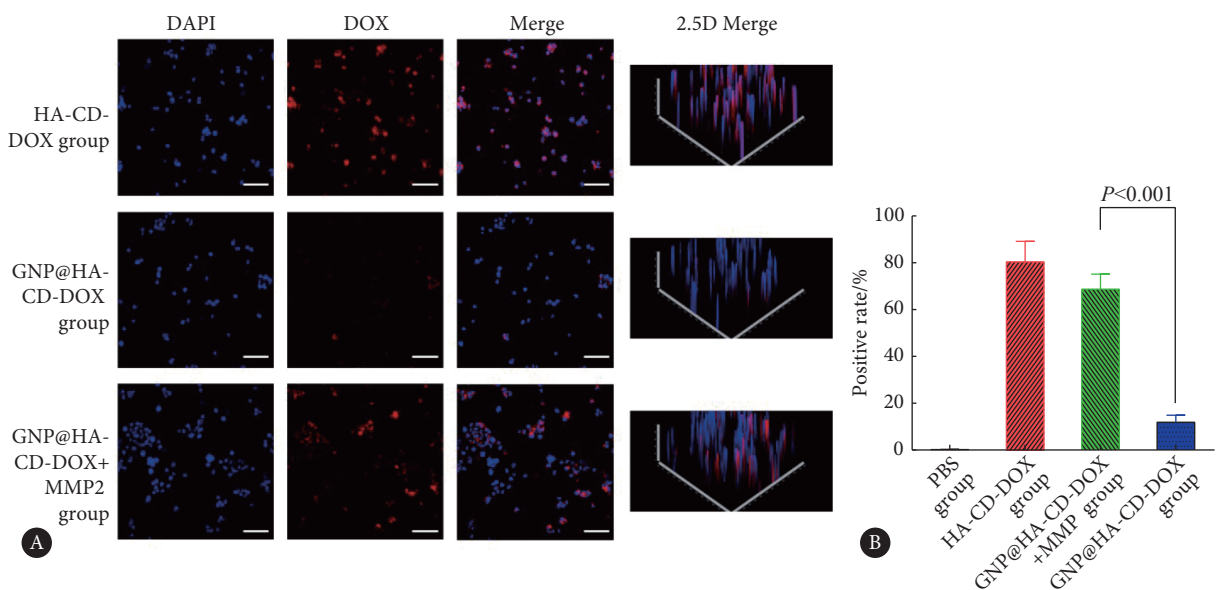 DAPI
DOX
Merge
2.5D Merge
HA-CD-
DOX group
GNP@HA-
CD-DOX
group
GNP@HA-
CD-DOX+
MMP2
group
A
P<0.001
100
80
60
40
20
0
Positive rate/%
PBS
group
HA-CD-DOX
group
GNP@HA-CD-DOX
+MMP group
GNP@HA-CD-DOX
group
B